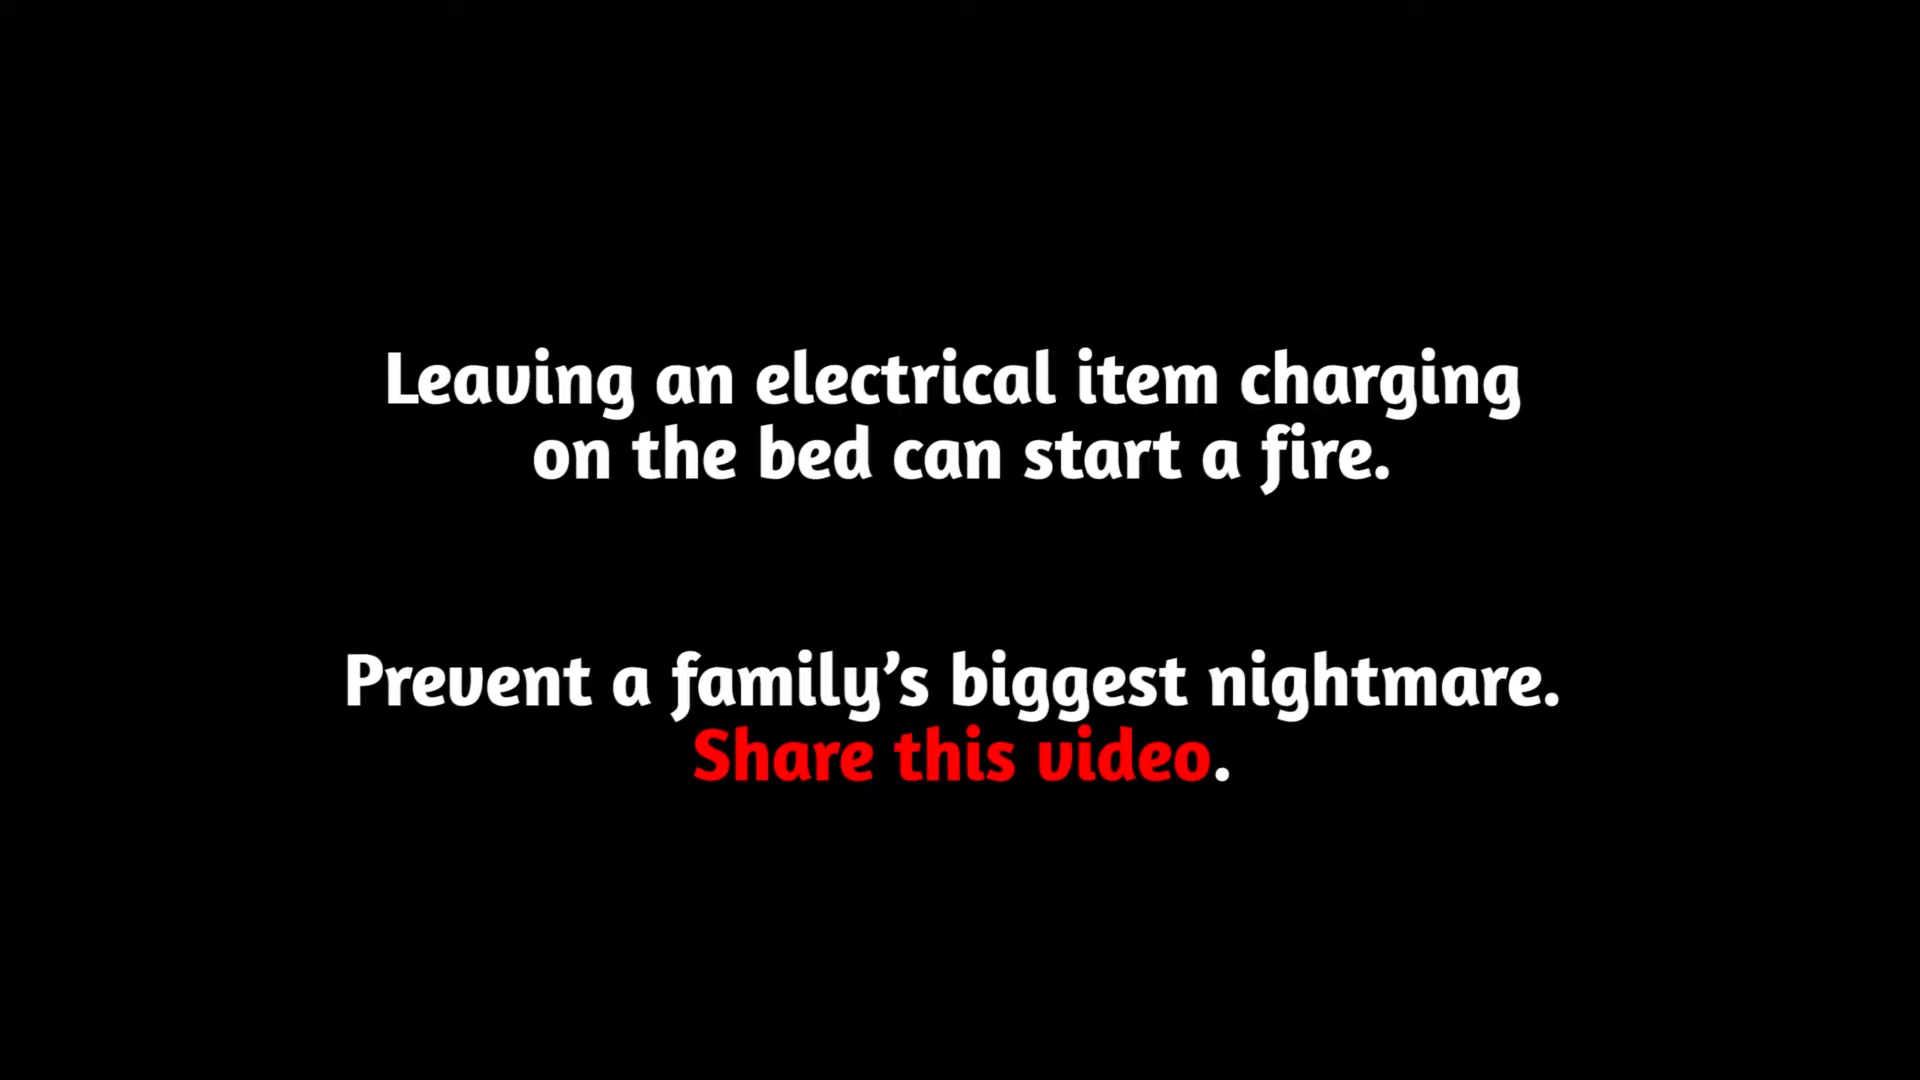 Leaving an electrical item charging
on the bed can start a fire.
Prevent a family’s biggest nightmare.
Share this video.